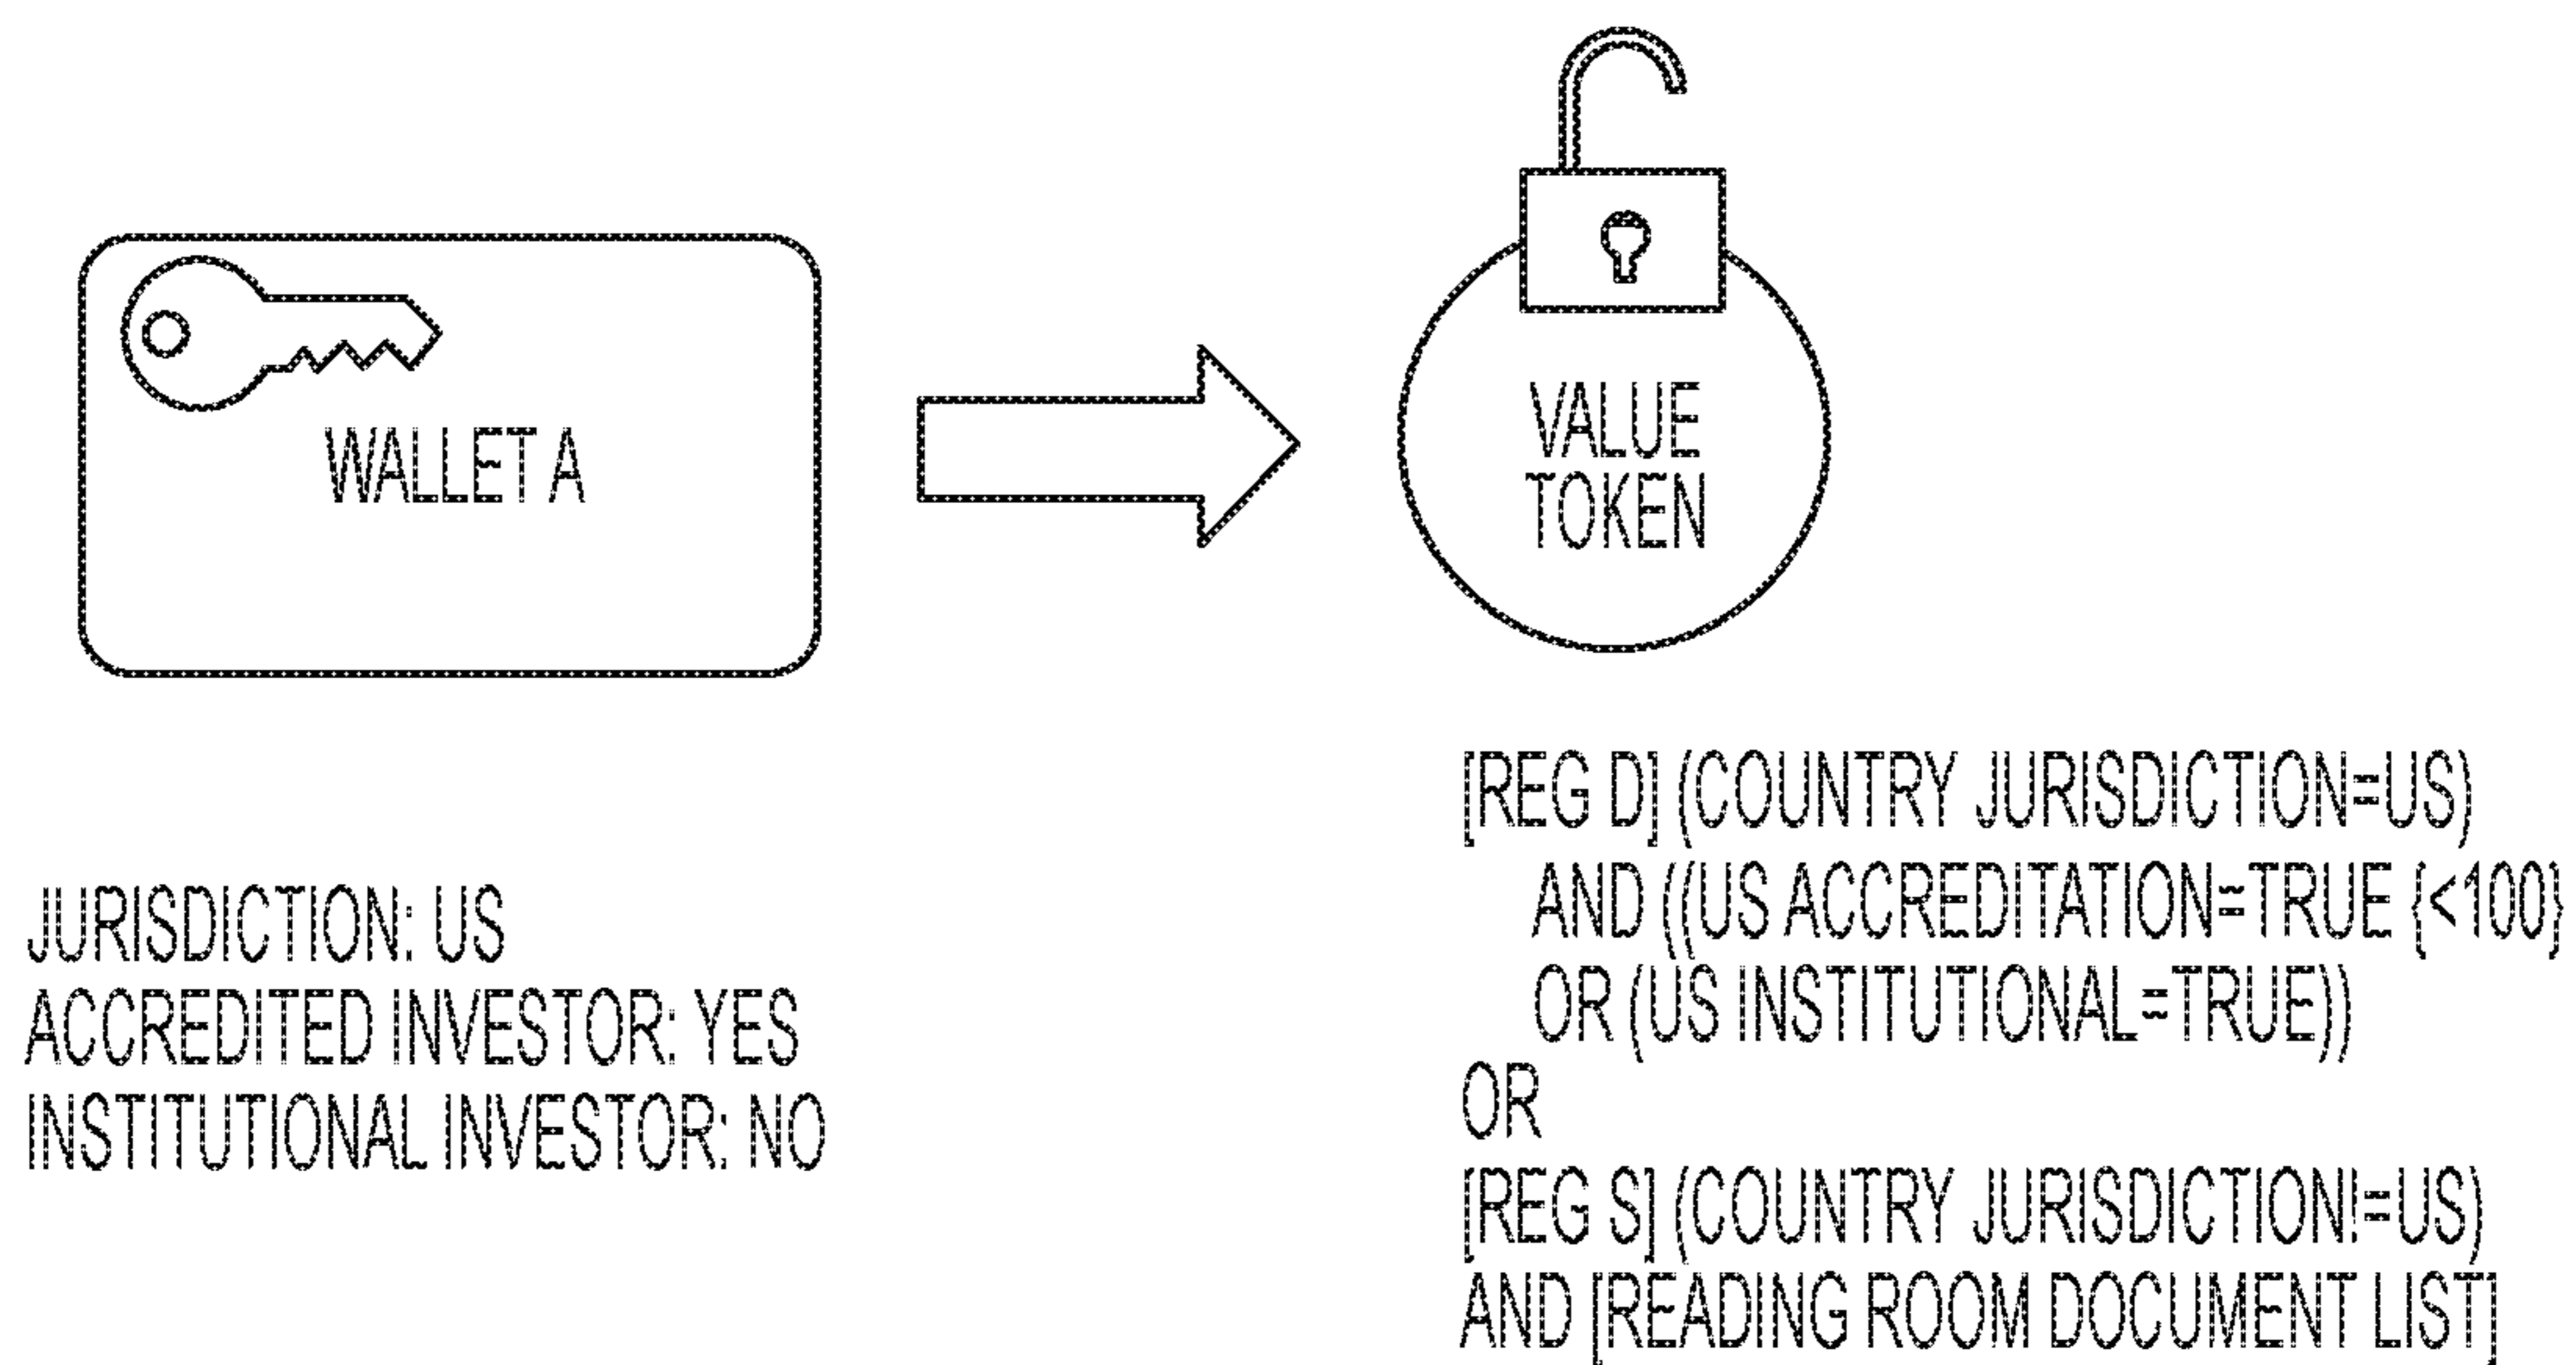 WALLET A
VALUE
TOKEN
JURISDICTION: US
ACCREDITED INVESTOR: YES
INSTITUTIONAL INVESTOR: NO
[REG D] (COUNTRY JURISDICTION=US)
AND ((US ACCREDITATION=TRUE {<100}
OR (US INSTITUTIONAL=TRUE))
OR
[REG S] (COUNTRY JURISDICTION!=US)
AND [READING ROOM DOCUMENT LIST]